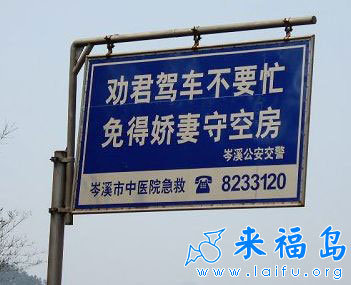 劝君驾车不要忙
免得娇妻守空房
岑溪公安交警
岑溪市中医院急救 ☎ 8233120
来福岛
www.laifu.org